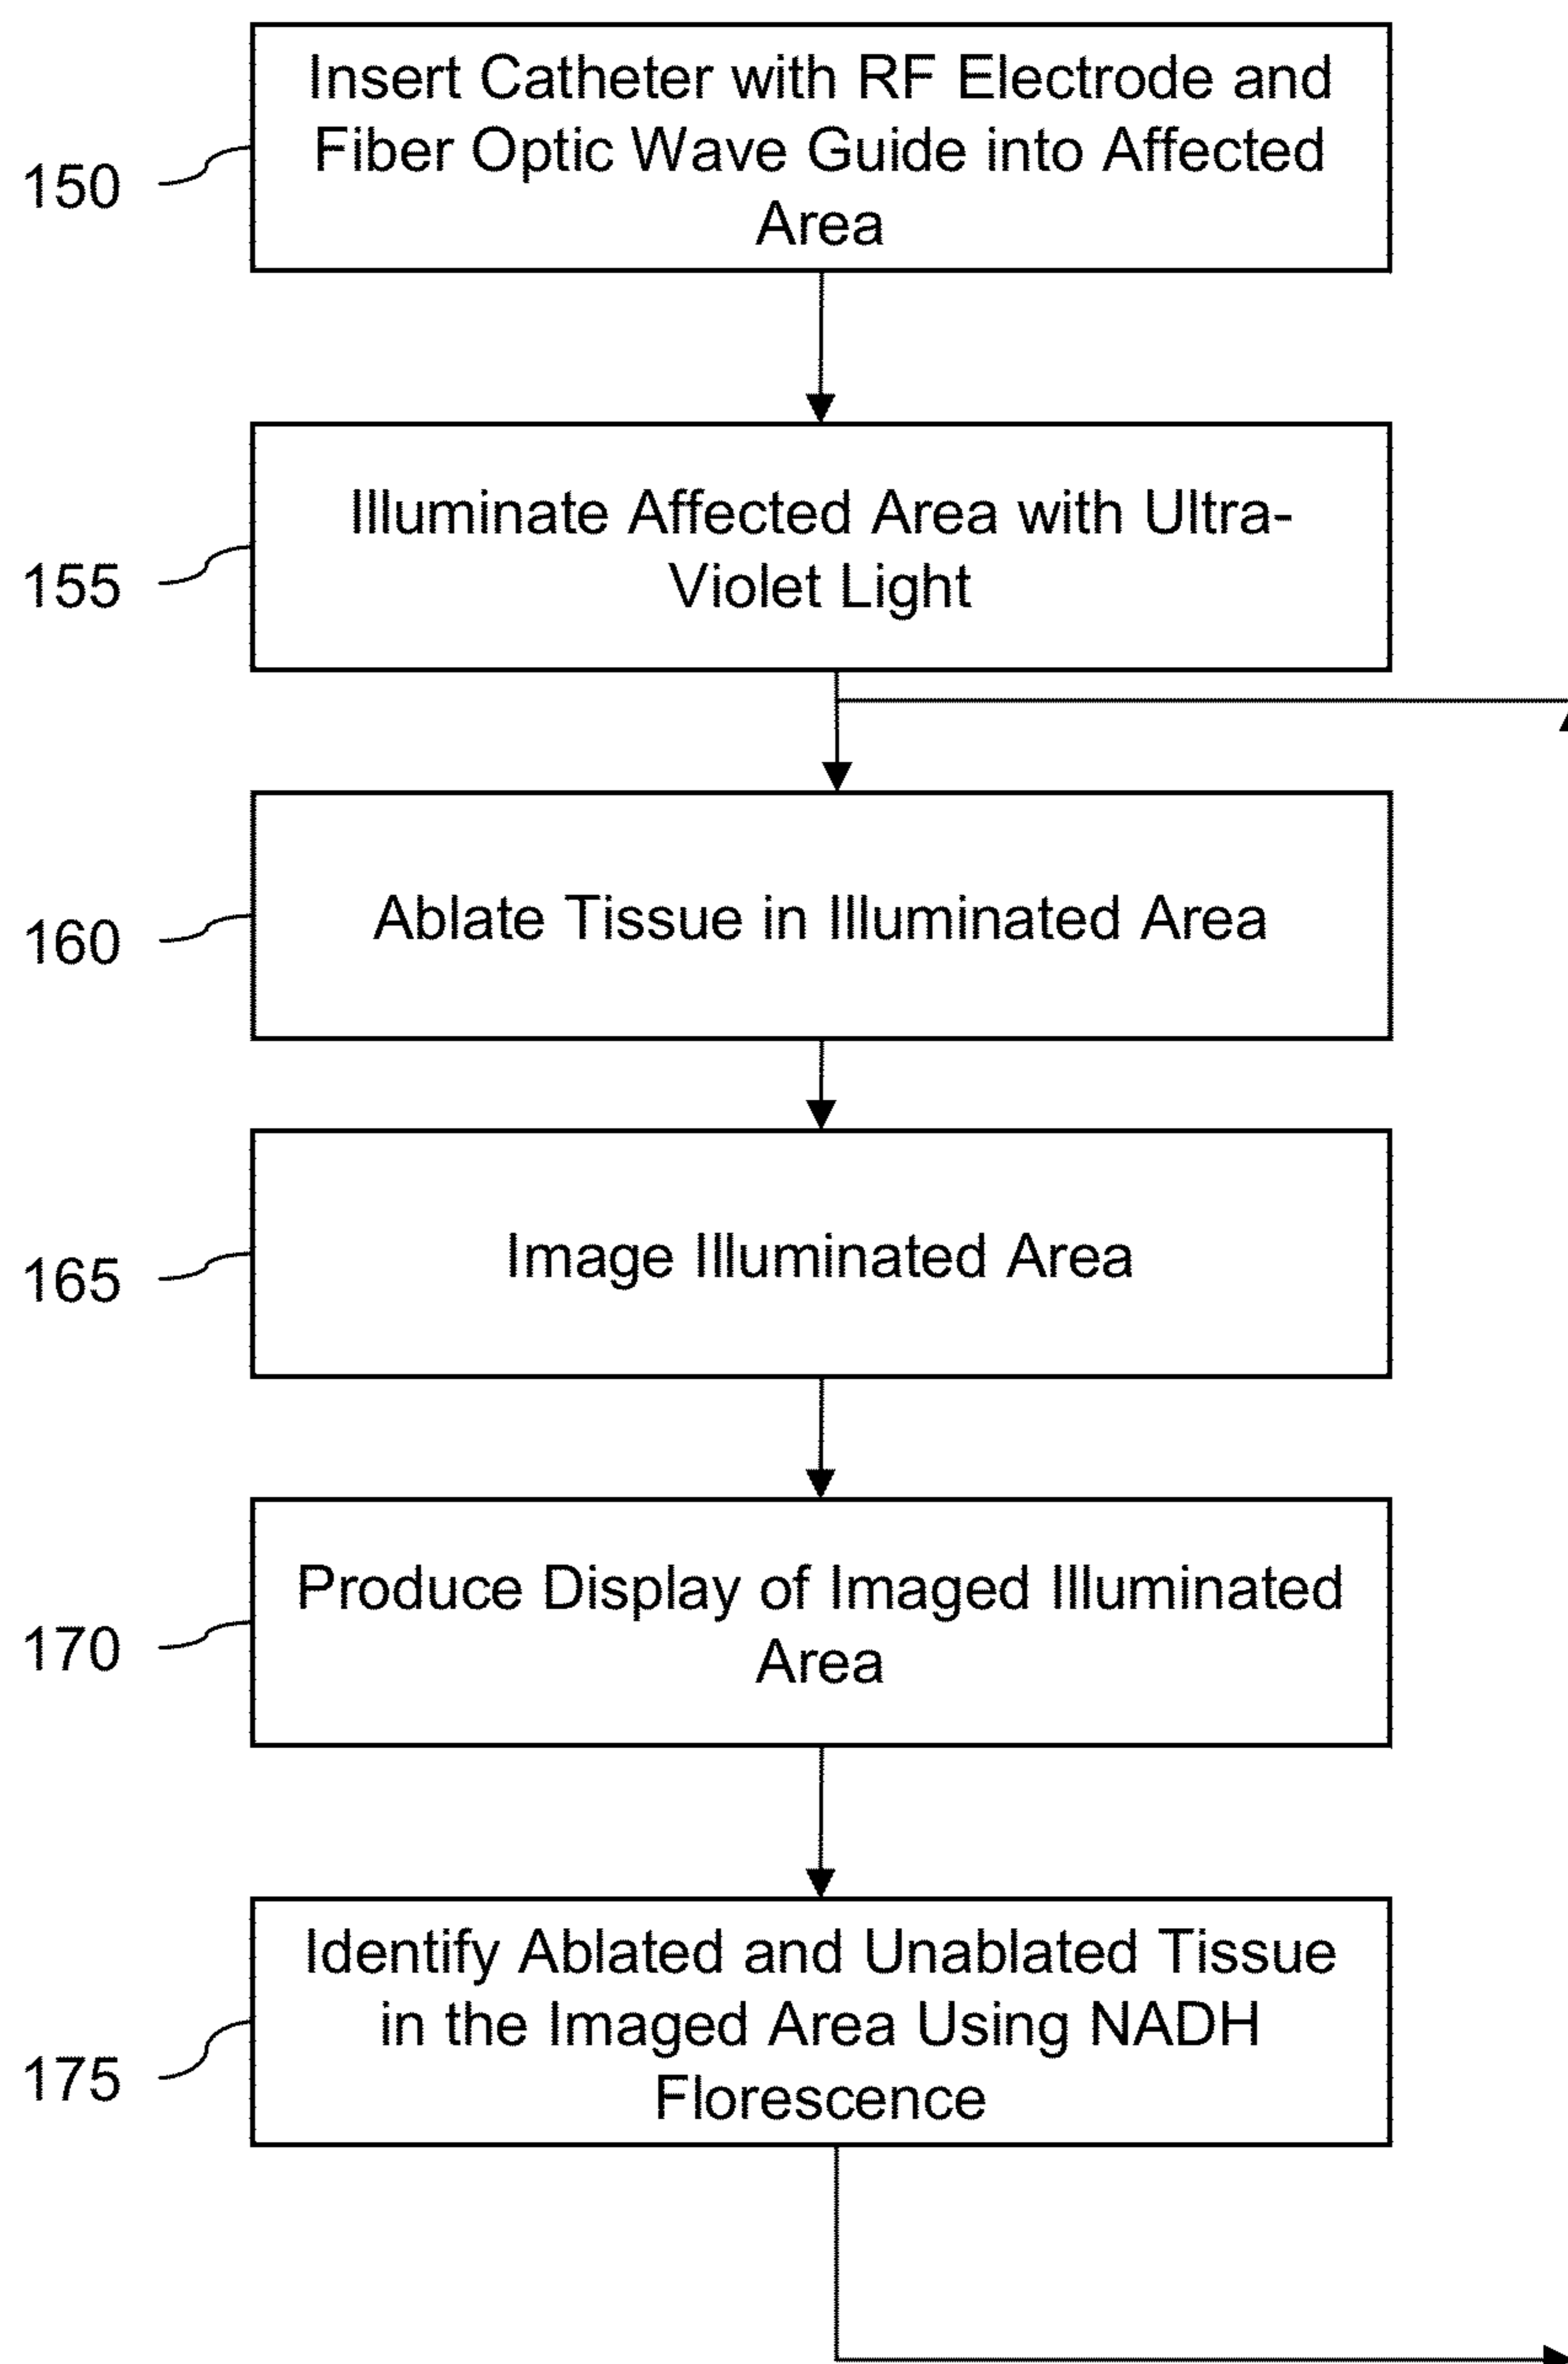 Insert Catheter with RF Electrode and
Fiber Optic Wave Guide into Affected
Area
150
Illuminate Affected Area with Ultra-
Violet Light
155
Ablate Tissue in Illuminated Area
160
Image Illuminated Area
165
Produce Display of Imaged Illuminated
Area
170
Identify Ablated and Unablated Tissue
in the Imaged Area Using NADH
Florescence
175